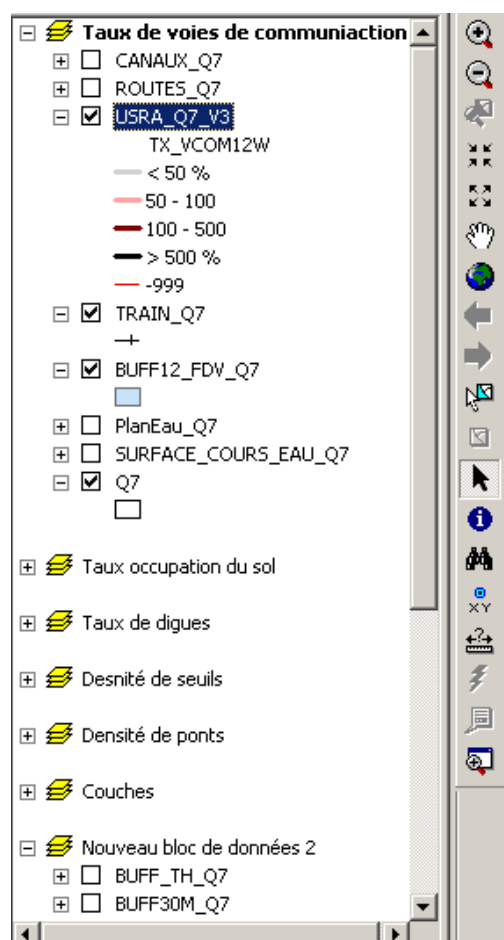 Taux de voies de communiaction
CANAUX_Q7
ROUTES_Q7
USRA_Q7_V3
TX_VCOM12W
< 50 %
50 - 100
100 - 500
> 500 %
-999
TRAIN_Q7
BUFF12_FDV_Q7
PlanEau_Q7
SURFACE_COURS_EAU_Q7
Q7
Taux occupation du sol
Taux de digues
Desnité de seuils
Densité de ponts
Couches
Nouveau bloc de données 2
BUFF_TH_Q7
BUFF30M_Q7
XY